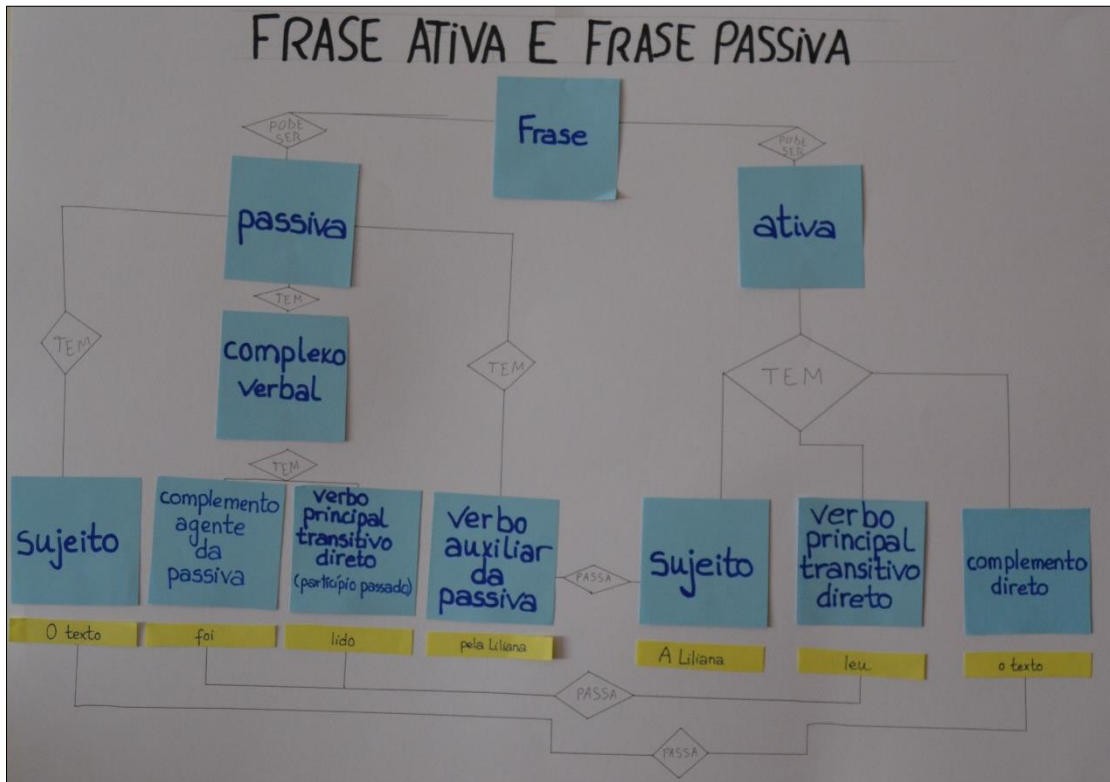 FRASE ATIVA E FRASE PASSIVA
Frase
PODE
SER
PODE
SER
passiva
ativa
TEM
TEM
TEM
TEM
complexo
verbal
TEM
sujeito
complemento
agente
da
passiva
verbo
principal
transitivo
direto
(particípio passado)
verbo
auxiliar
da
passiva
PASSA
sujeito
verbo
principal
transitivo
direto
complemento
direto
O texto
foi
lido
pela Liliana
A Liliana
leu
o texto
PASSA
PASSA